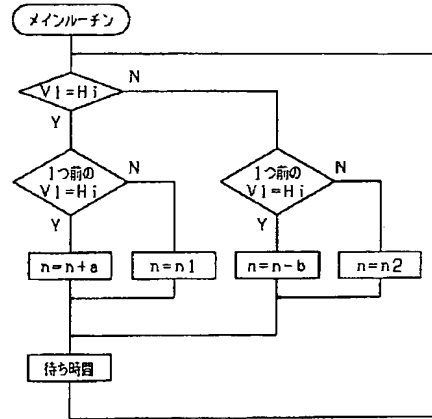 メインルーチン
V1=Hi
N
Y
1つ前の
V1=Hi
N
Y
1つ前の
V1=Hi
N
Y
n=n+a
n=n1
n=n-b
n=n2
待ち時間